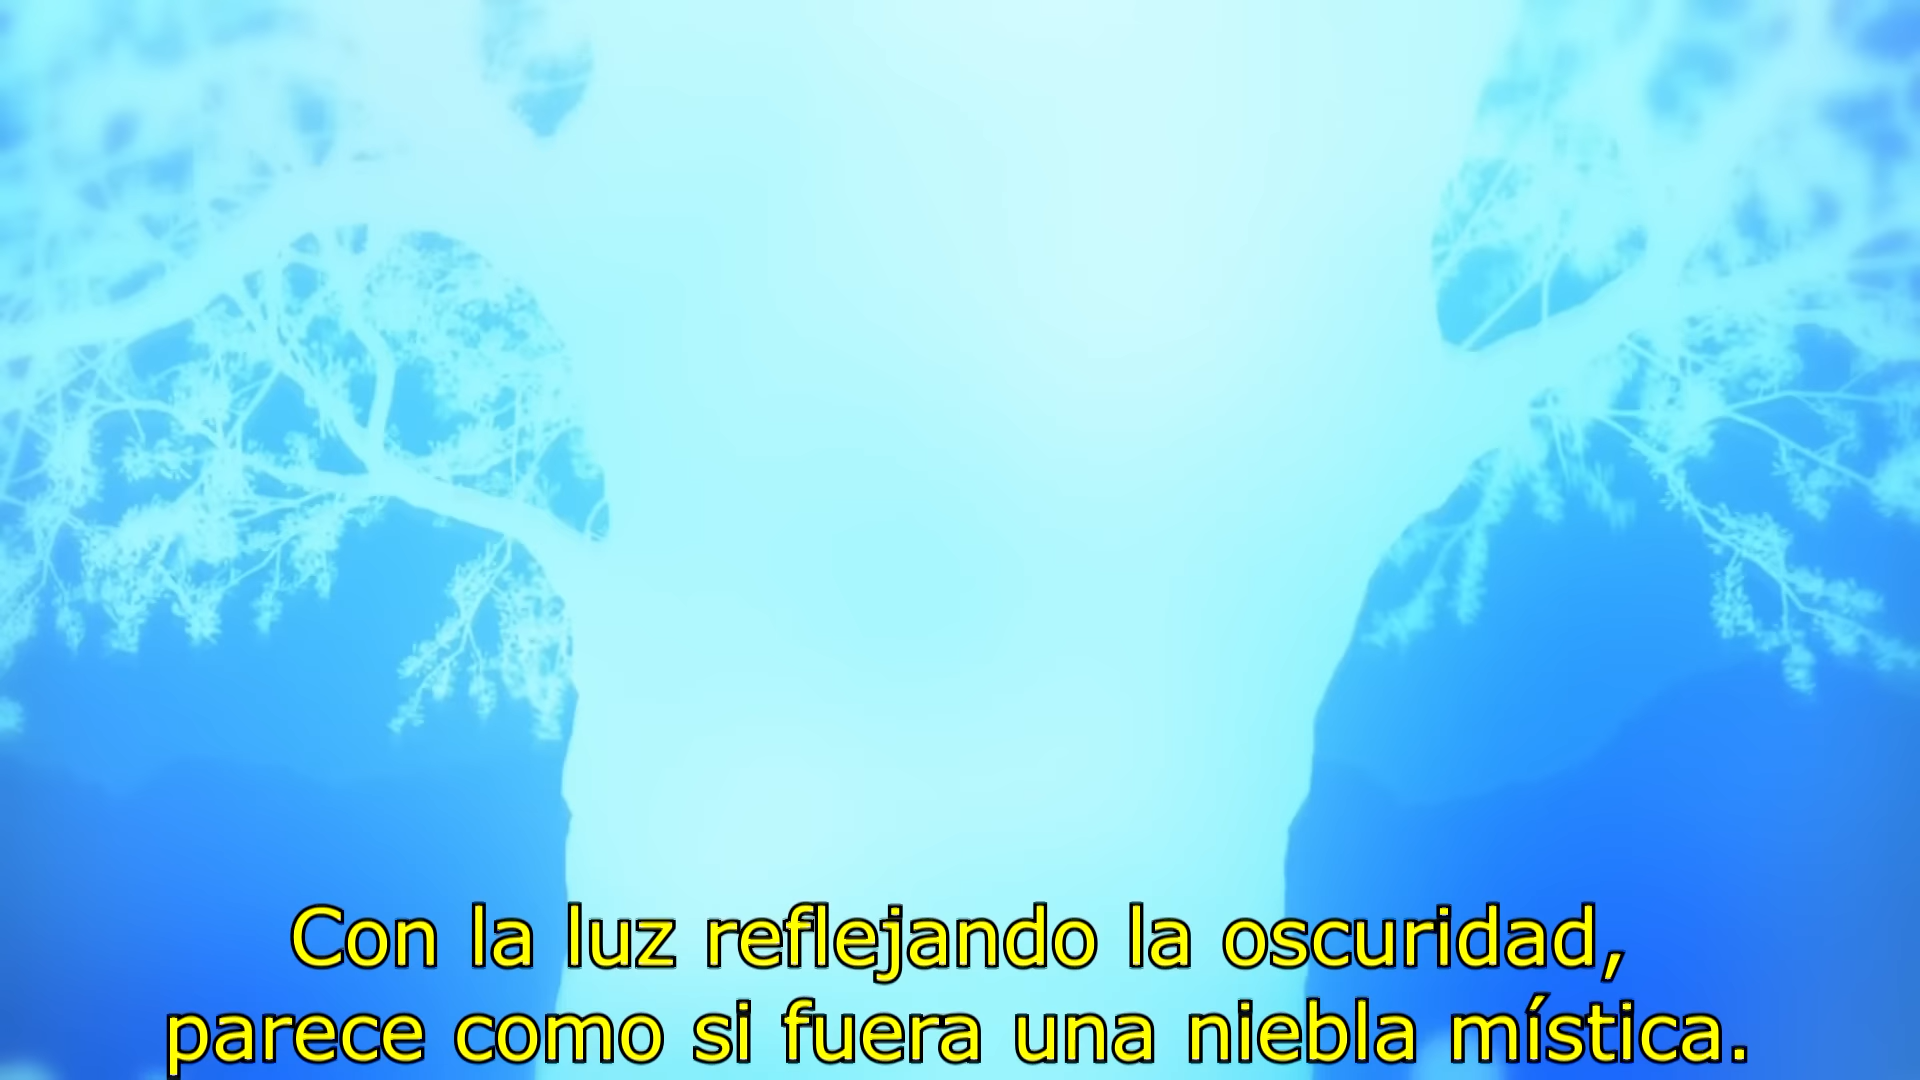 Con la luz reflejando la oscuridad,
parece como si fuera una niebla mística.